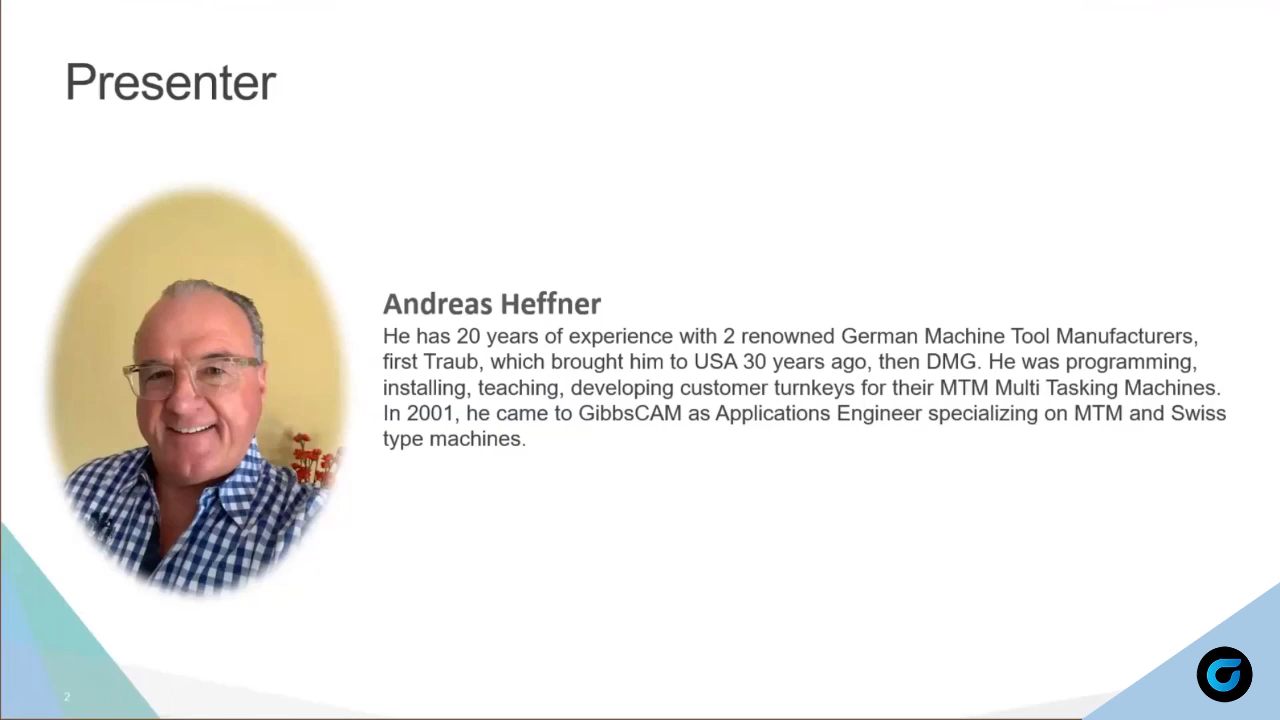 Presenter
Andreas Heffner
He has 20 years of experience with 2 renowned German Machine Tool Manufacturers,
first Traub, which brought him to USA 30 years ago, then DMG. He was programming,
installing, teaching, developing customer turnkeys for their MTM Multi Tasking Machines.
In 2001, he came to GibbsCAM as Applications Engineer specializing on MTM and Swiss
type machines.
2